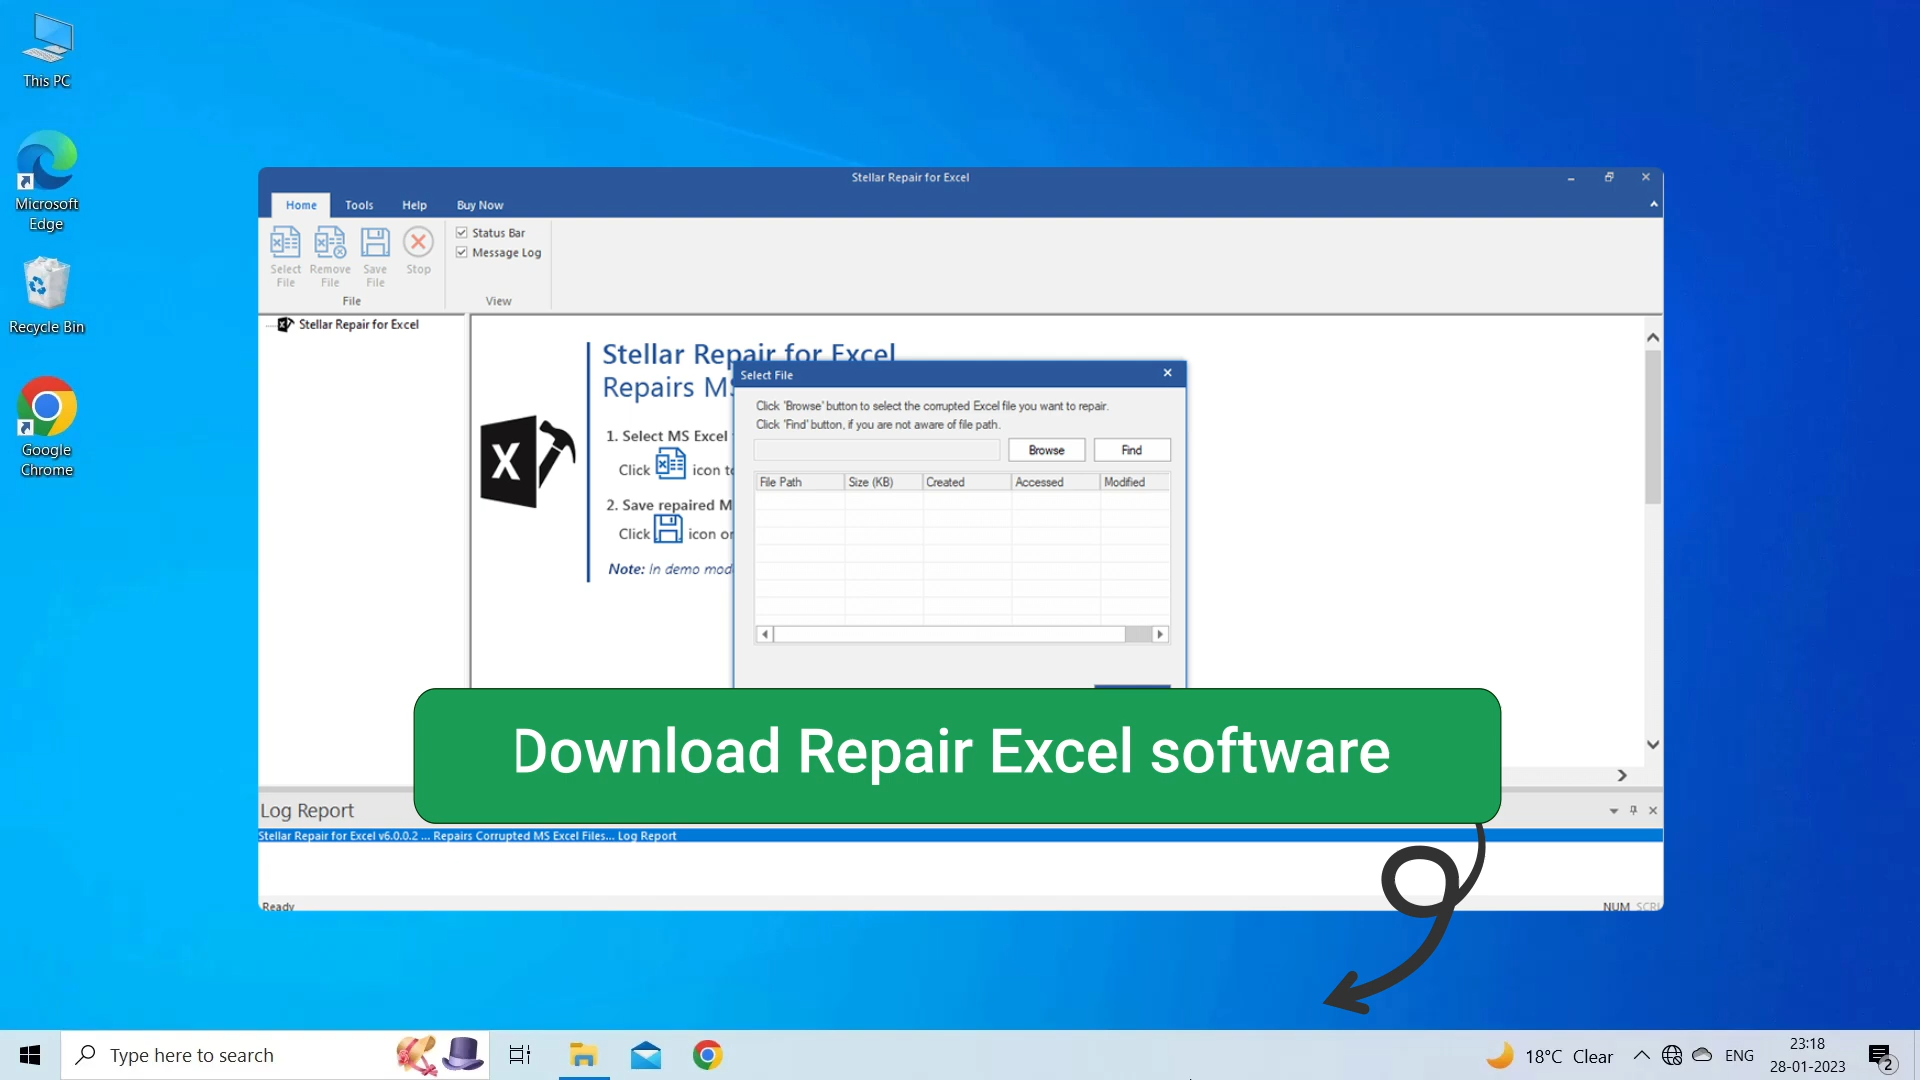 This PC
Microsoft
Edge
Recycle Bin
Google
Chrome
Stellar Repair for Excel
Home Tools Help Buy Now
Select
File
Remove
File
Save
File
Stop
File
Status Bar
Message Log
View
Stellar Repair for Excel
Stellar Repair for Excel
Repairs MS
1. Select MS Excel
Click icon to
2. Save repaired M
Click icon or
Note: In demo mod
Select File
Click 'Browse' button to select the corrupted Excel file you want to repair.
Click 'Find' button, if you are not aware of file path.
Browse Find
File Path Size (KB) Created Accessed Modified
Download Repair Excel software
Log Report
Stellar Repair for Excel v6.0.0.2 ... Repairs Corrupted MS Excel Files... Log Report
Ready NUM SCRL
Type here to search
18°C Clear
ENG
23:18
28-01-2023
2